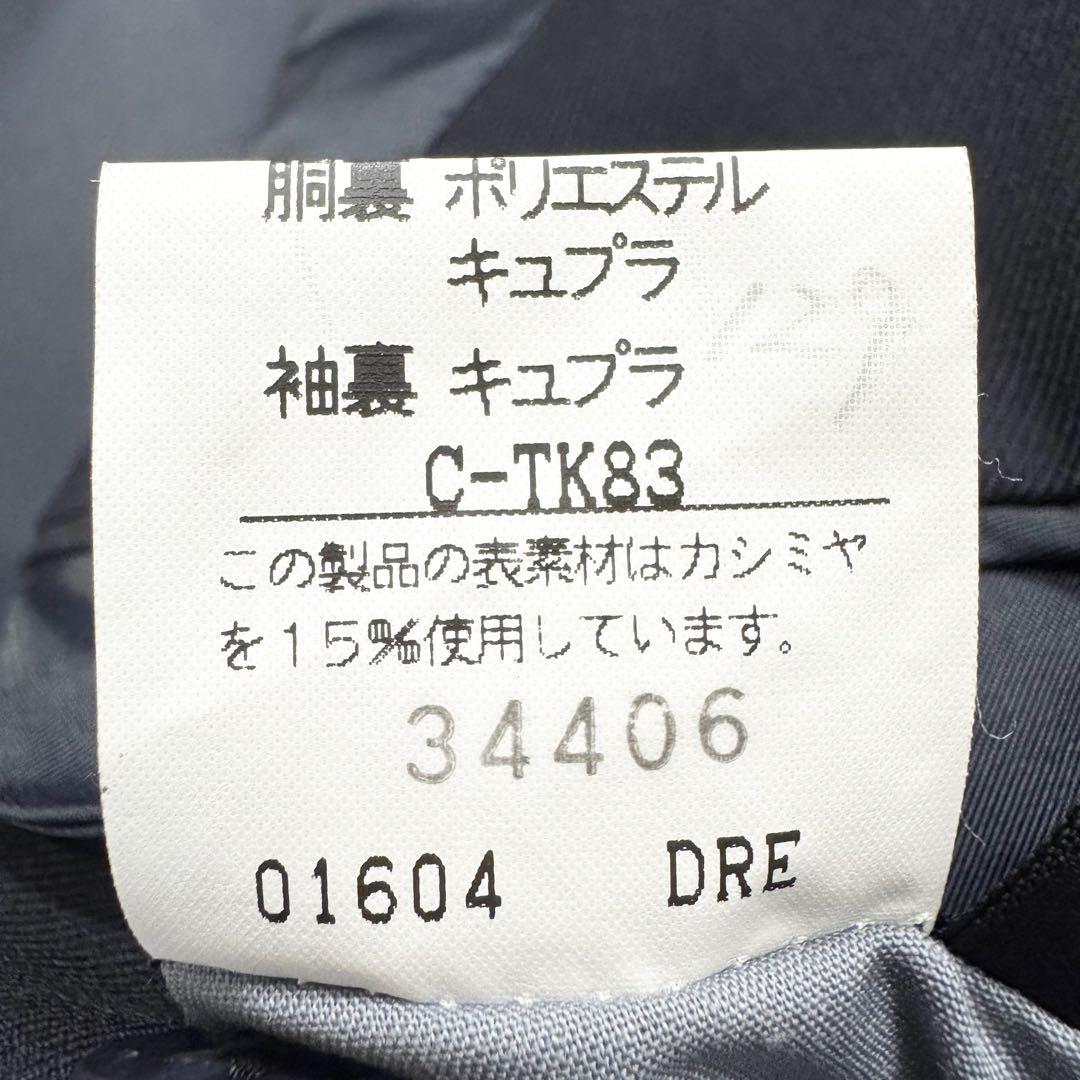 胴裏 ポリエステル
キュプラ
袖裏 キュプラ
C-TK83
この製品の表素材はカシミヤ
を15%使用しています。
34406
01604 DRE